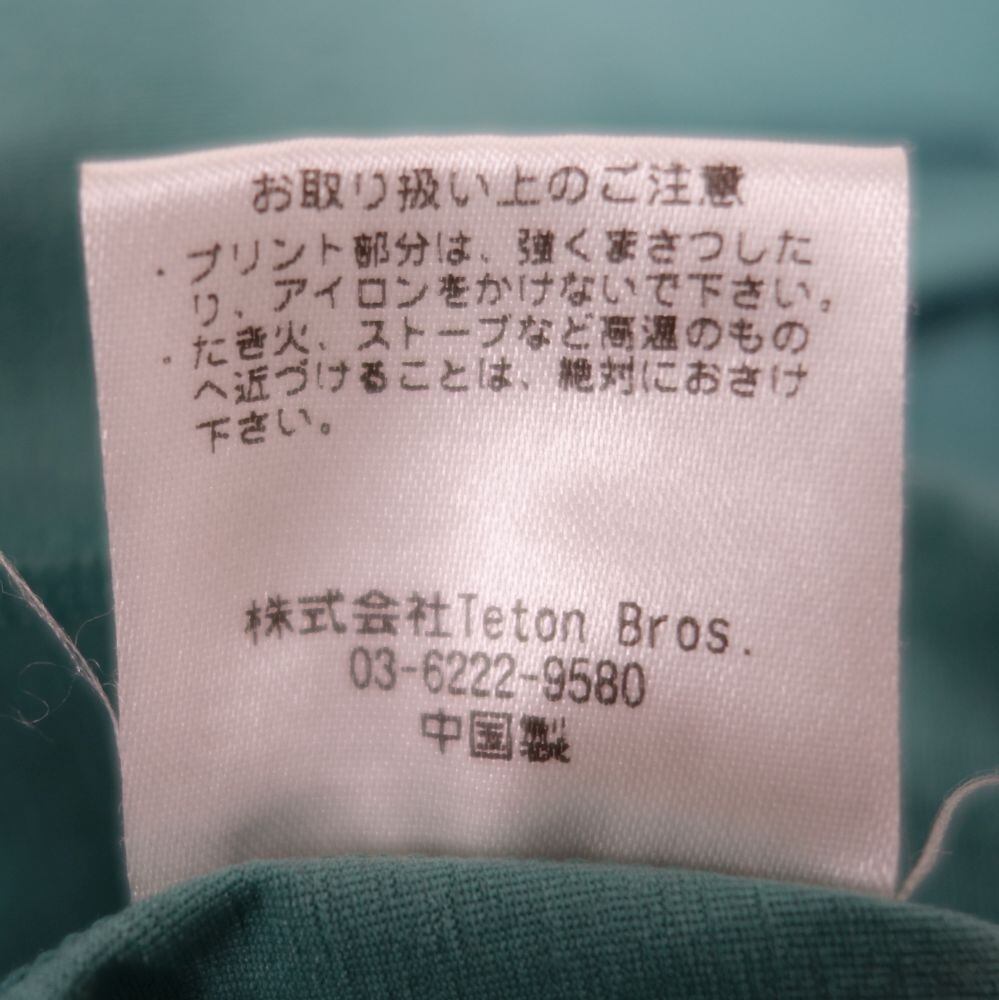 お取り扱い上のご注意
・プリント部分は、強くまさつした
り、アイロンをかけないで下さい。
・たき火、ストーブなど高温のもの
へ近づけることは、絶対におさけ
下さい。
株式会社Teton Bros.
03-6222-9580
中国製